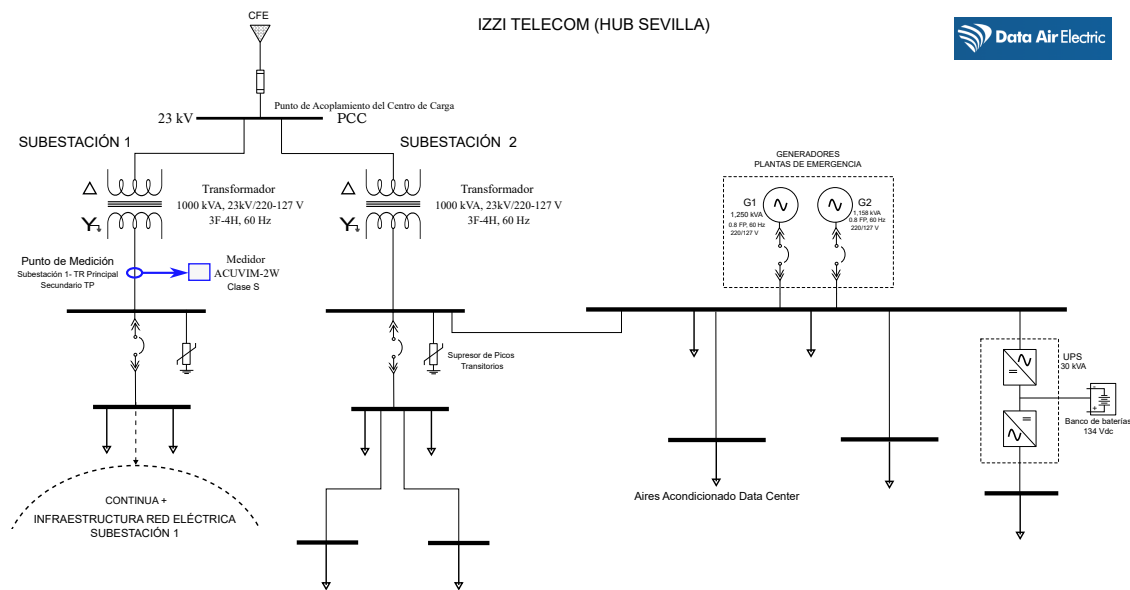 CFE
IZZI TELECOM (HUB SEVILLA)
Data Air Electric
Punto de Acoplamiento del Centro de Carga
23 kV
PCC
SUBESTACIÓN 1
SUBESTACIÓN 2
Transformador
1000 kVA, 23kV/220-127 V
3F-4H, 60 Hz
Transformador
1000 kVA, 23kV/220-127 V
3F-4H, 60 Hz
GENERADORES
PLANTAS DE EMERGENCIA
G1
1,250 kVA
0.8 FP, 60 Hz
220/127 V
G2
1,158 kVA
0.8 FP, 60 Hz
220/127 V
Punto de Medición
Subestación 1- TR Principal
Secundario TP
Medidor
ACUVIM-2W
Clase S
Supresor de Picos
Transitorios
UPS
30 kVA
-
+
Banco de baterías
134 Vdc
Aires Acondicionado Data Center
CONTINUA +
INFRAESTRUCTURA RED ELÉCTRICA
SUBESTACIÓN 1